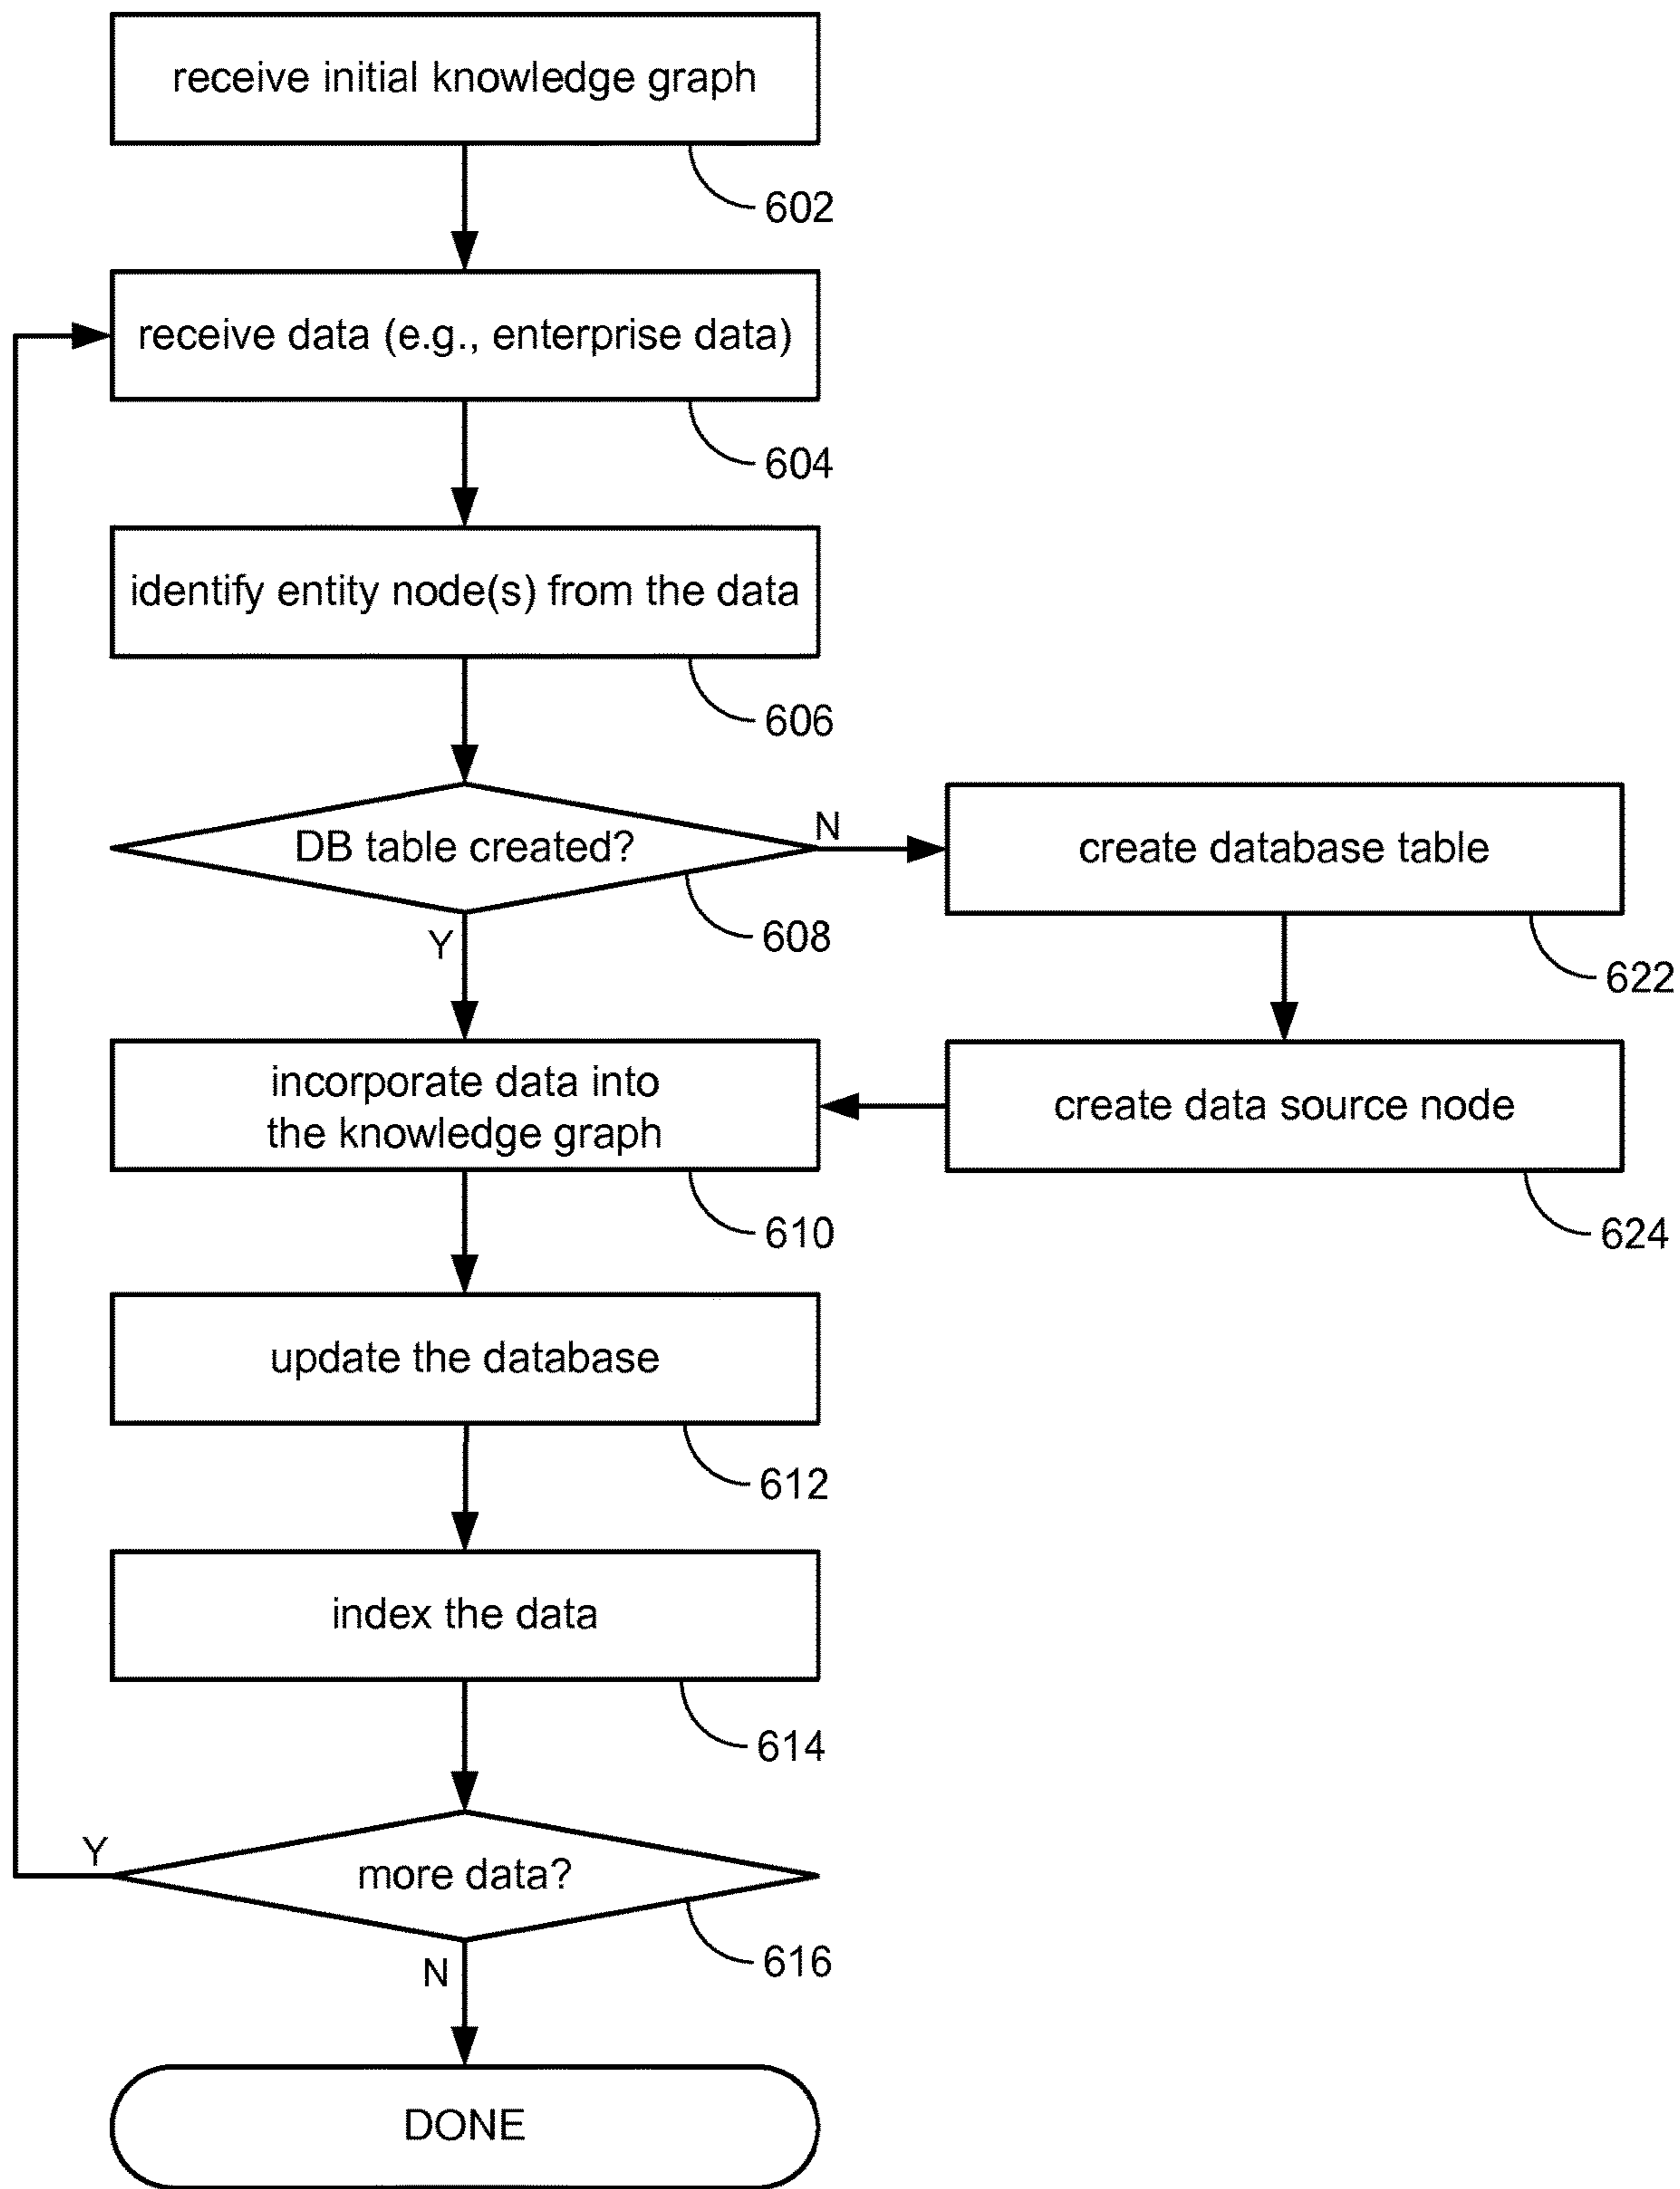 receive initial knowledge graph
602
receive data (e.g., enterprise data)
604
identify entity node(s) from the data
606
DB table created?
N
Y
608
create database table
622
create data source node
624
incorporate data into
the knowledge graph
610
update the database
612
index the data
614
more data?
Y
N
616
DONE